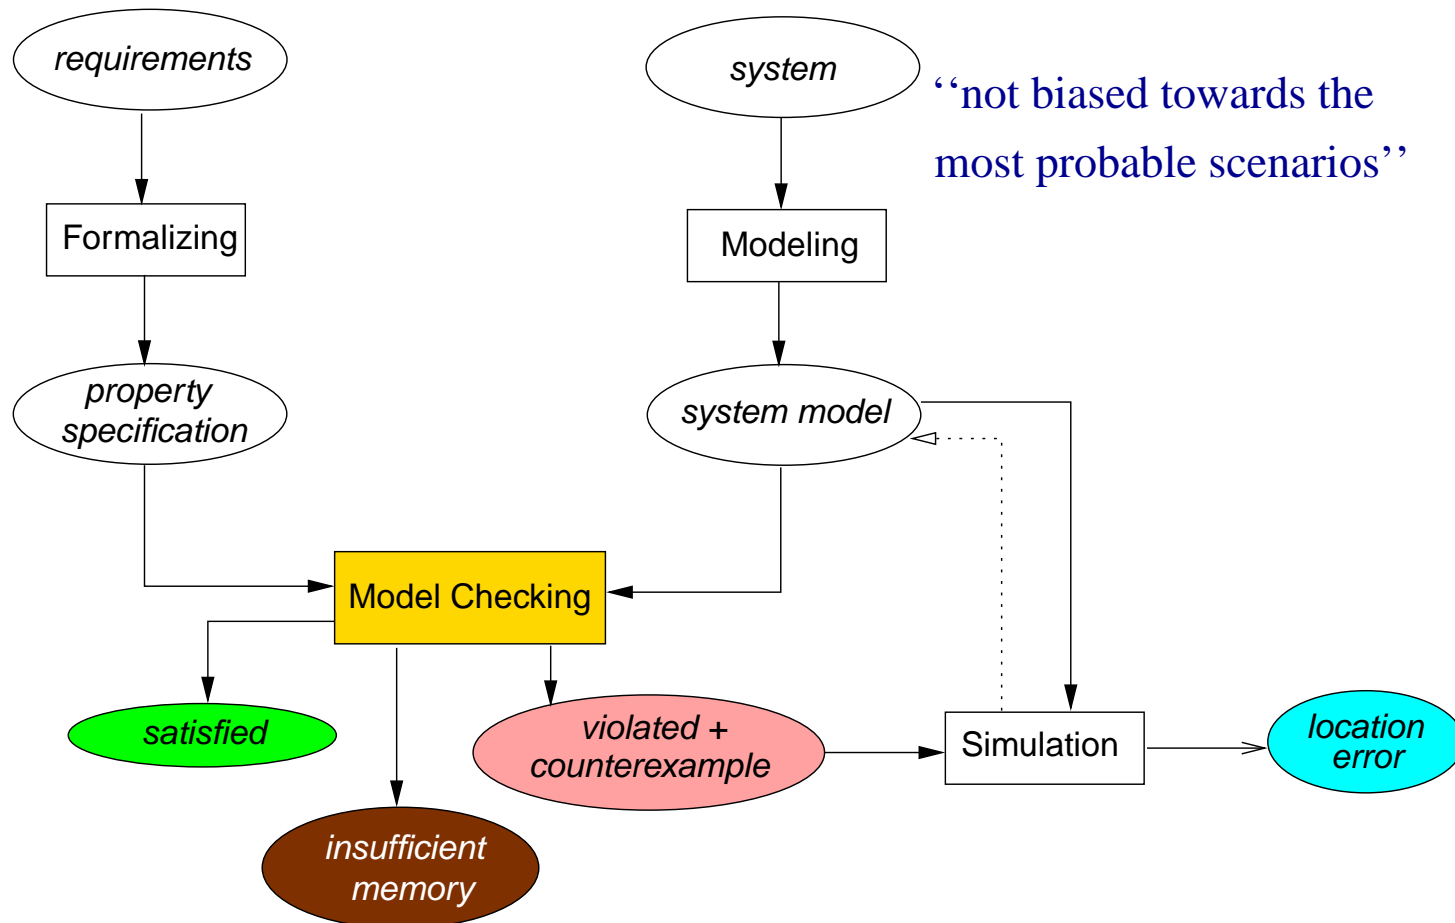 requirements
system
‘‘not biased towards the
most probable scenarios’’
Formalizing
Modeling
property
specification
system model
Model Checking
satisfied
violated +
counterexample
Simulation
location
error
insufficient
memory